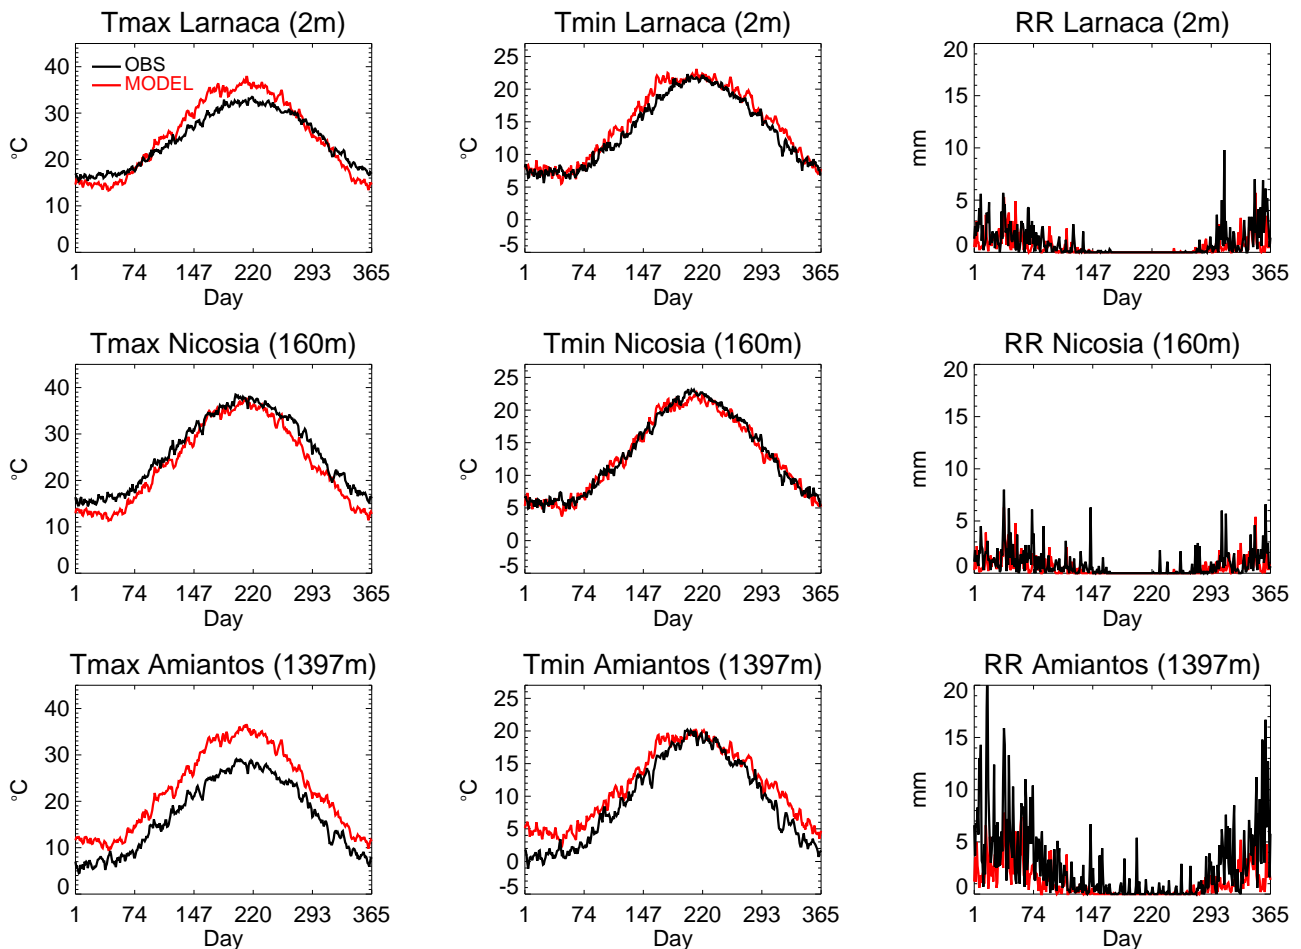 Tmax Larnaca (2m)
Tmin Larnaca (2m)
RR Larnaca (2m)
OBS
MODEL
°C
40
30
20
10
0
1 74 147 220 293 365
Day
°C
25
20
15
10
5
0
-5
1 74 147 220 293 365
Day
mm
20
15
10
5
0
1 74 147 220 293 365
Day
Tmax Nicosia (160m)
Tmin Nicosia (160m)
RR Nicosia (160m)
°C
40
30
20
10
0
1 74 147 220 293 365
Day
°C
25
20
15
10
5
0
-5
1 74 147 220 293 365
Day
mm
20
15
10
5
0
1 74 147 220 293 365
Day
Tmax Amiantos (1397m)
Tmin Amiantos (1397m)
RR Amiantos (1397m)
°C
40
30
20
10
0
1 74 147 220 293 365
Day
°C
25
20
15
10
5
0
-5
1 74 147 220 293 365
Day
mm
20
15
10
5
0
1 74 147 220 293 365
Day